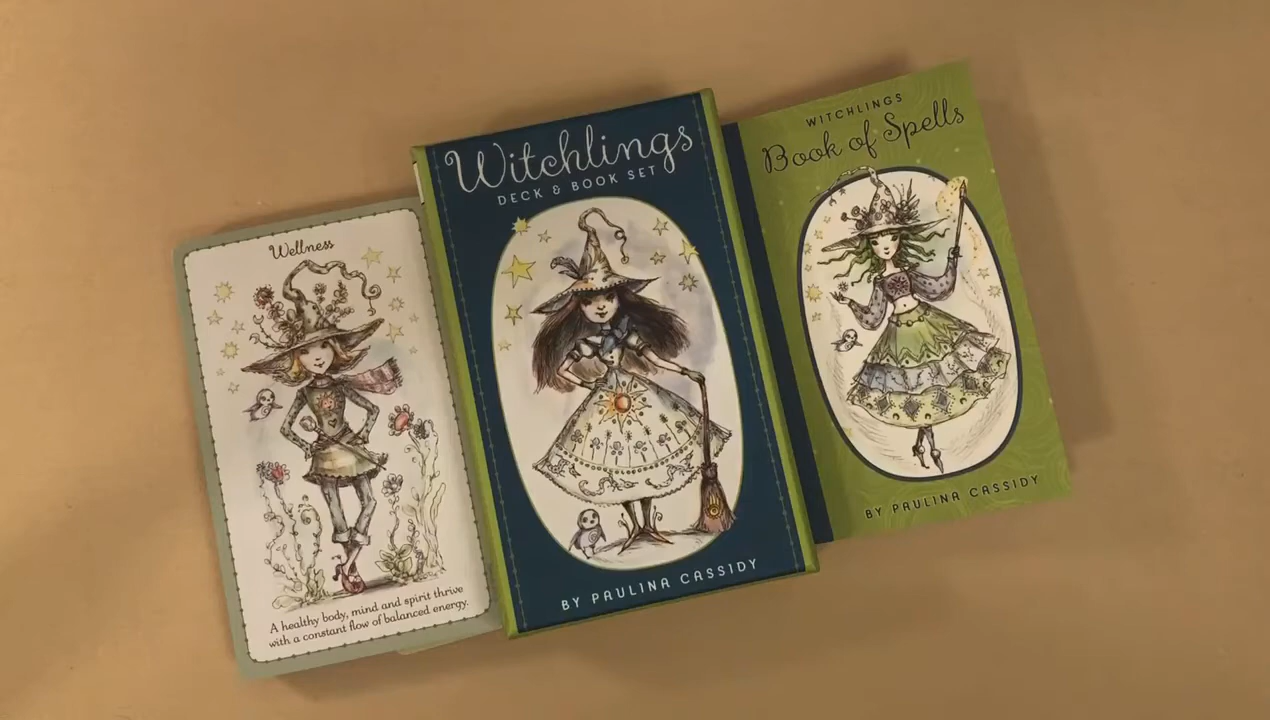 Wellness
A healthy body, mind and spirit thrive
with a constant flow of balanced energy.
Witchlings
DECK & BOOK SET
BY PAULINA CASSIDY
WITCHLINGS
Book of Spells
BY PAULINA CASSIDY